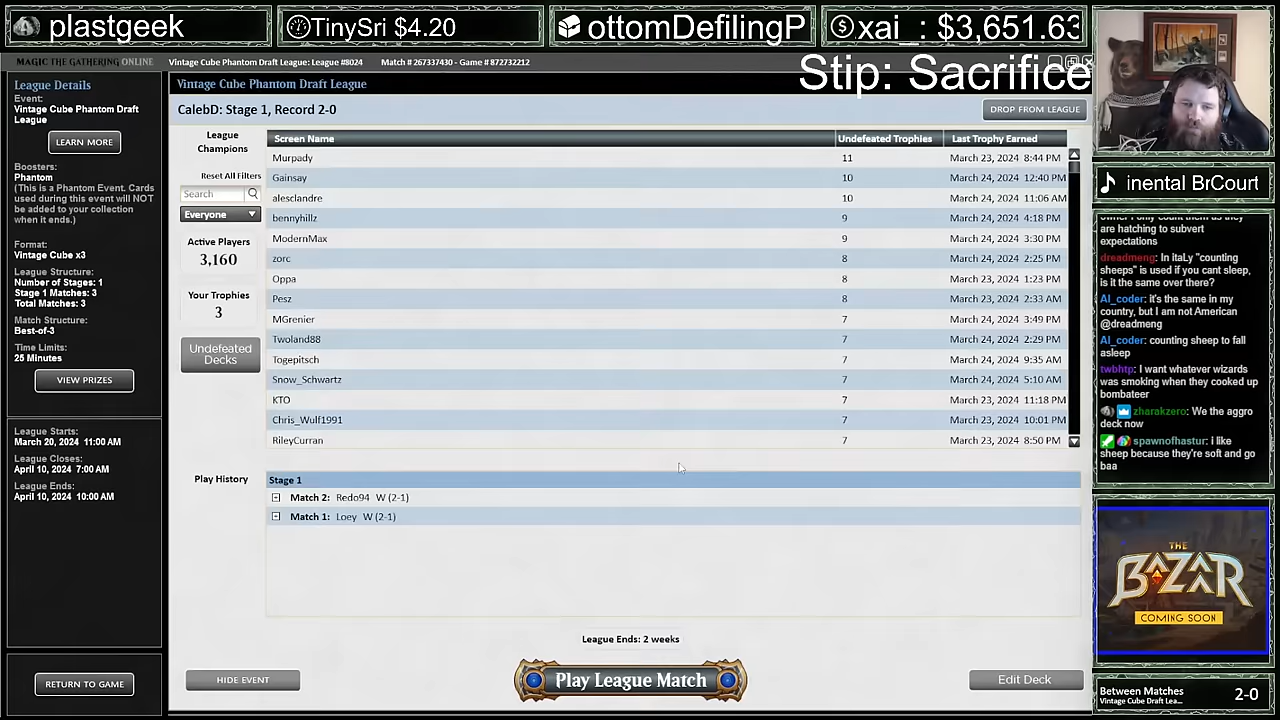 plastgeek
TinySri $4.20
ottomDefilingP
xai_: $3,651.63
Stip: Sacrifice
MAGIC THE GATHERING ONLINE
Vintage Cube Phantom Draft League: League #8024
Match # 267337430 - Game # 872732212
League Details
Event:
Vintage Cube Phantom Draft
League
LEARN MORE
Boosters:
Phantom
(This is a Phantom Event. Cards
used during this event will NOT
be added to your collection
when it ends.)
Format:
Vintage Cube x3
League Structure:
Number of Stages: 1
Stage 1 Matches: 3
Total Matches: 3
Match Structure:
Best-of-3
Time Limits:
25 Minutes
VIEW PRIZES
League Starts:
March 20, 2024 11:00 AM
League Closes:
April 10, 2024 7:00 AM
League Ends:
April 10, 2024 10:00 AM
RETURN TO GAME
Vintage Cube Phantom Draft League
CalebD: Stage 1, Record 2-0
DROP FROM LEAGUE
League
Champions
Reset All Filters
Search
Everyone
Active Players
3,160
Your Trophies
3
Undefeated
Decks
Screen Name Undefeated Trophies Last Trophy Earned
Murpady 11 March 23, 2024 8:44 PM
Gainsay 10 March 24, 2024 12:40 PM
alesclandre 10 March 24, 2024 11:06 AM
bennyhillz 9 March 24, 2024 4:18 PM
ModernMax 9 March 24, 2024 3:30 PM
zorc 8 March 24, 2024 2:25 PM
Oppa 8 March 24, 2024 1:23 PM
Pesz 8 March 23, 2024 2:33 AM
MGrenier 7 March 24, 2024 3:49 PM
Twoland88 7 March 24, 2024 2:29 PM
Togepitsch 7 March 24, 2024 9:35 AM
Snow_Schwartz 7 March 24, 2024 5:10 AM
KTO 7 March 23, 2024 11:18 PM
Chris_Wulf1991 7 March 23, 2024 10:01 PM
RileyCurran 7 March 23, 2024 8:50 PM
Play History
Stage 1
Match 2: Redo94 W (2-1)
Match 1: Loey W (2-1)
League Ends: 2 weeks
HIDE EVENT
Play League Match
Edit Deck
inental BrCourt
are hatching to subvert
expectations
dreadmeng: In itaLy "counting
sheeps" is used if you cant sleep,
is it the same over there?
AI_coder: it's the same in my
country, but I am not American
@dreadmeng
AI_coder: counting sheep to fall
asleep
twbhtp: I want whatever wizards
was smoking when they cooked up
bombateer
zharakzero: We the aggro
deck now
spawnofhastur: i like
sheep because they're soft and go
baa
THE
BAZAAR
COMING SOON
Between Matches
Vintage Cube Draft Lea...
2-0